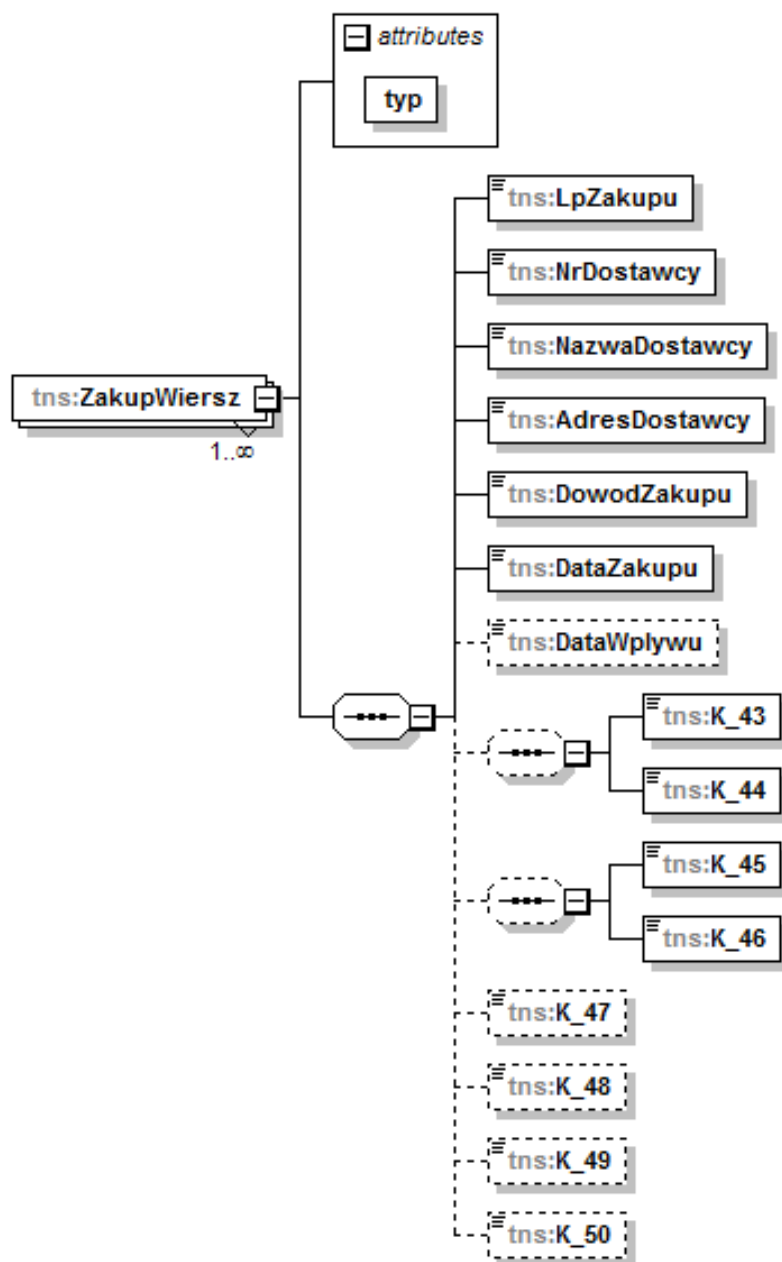 attributes
typ
tns:LpZakupu
tns:NrDostawcy
tns:NazwaDostawcy
tns:ZakupWiersz
1..∞
tns:AdresDostawcy
tns:DowodZakupu
tns:DataZakupu
tns:DataWplywu
tns:K_43
tns:K_44
tns:K_45
tns:K_46
tns:K_47
tns:K_48
tns:K_49
tns:K_50